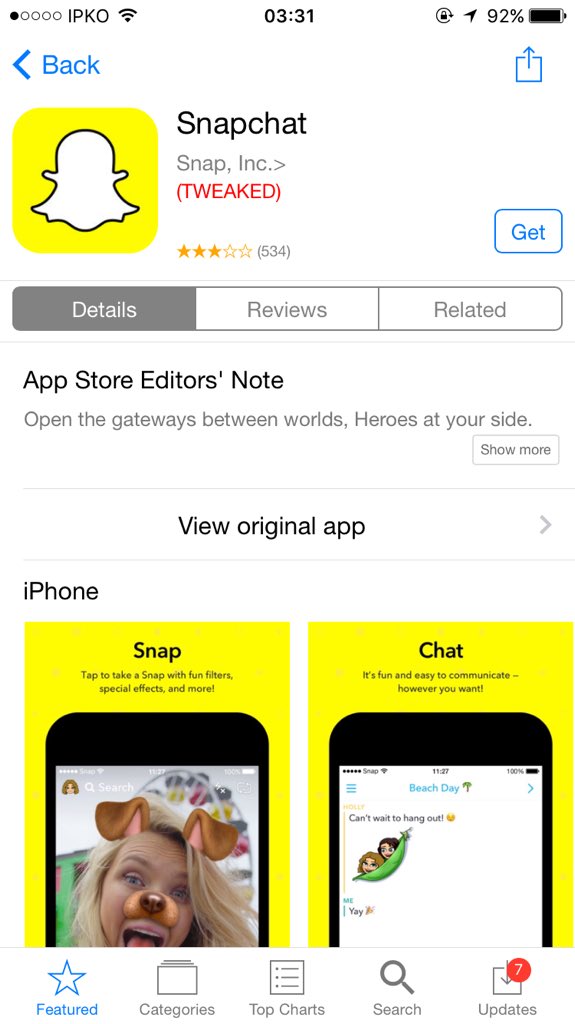 IPKO 03:31 92%
Back
Snapchat
Snap, Inc.>
(TWEAKED)
(534)
Get
Details Reviews Related
App Store Editors' Note
Open the gateways between worlds, Heroes at your side.
Show more
View original app
iPhone
Snap
Tap to take a Snap with fun filters,
special effects, and more!
Snap 11:27 100%
Search
Chat
It's fun and easy to communicate –
however you want!
Snap 11:27 100%
Beach Day 🌴
HOLLY
Can't wait to hang out! 😉
ME
Yay 🎉
Featured Categories Top Charts Search Updates
7